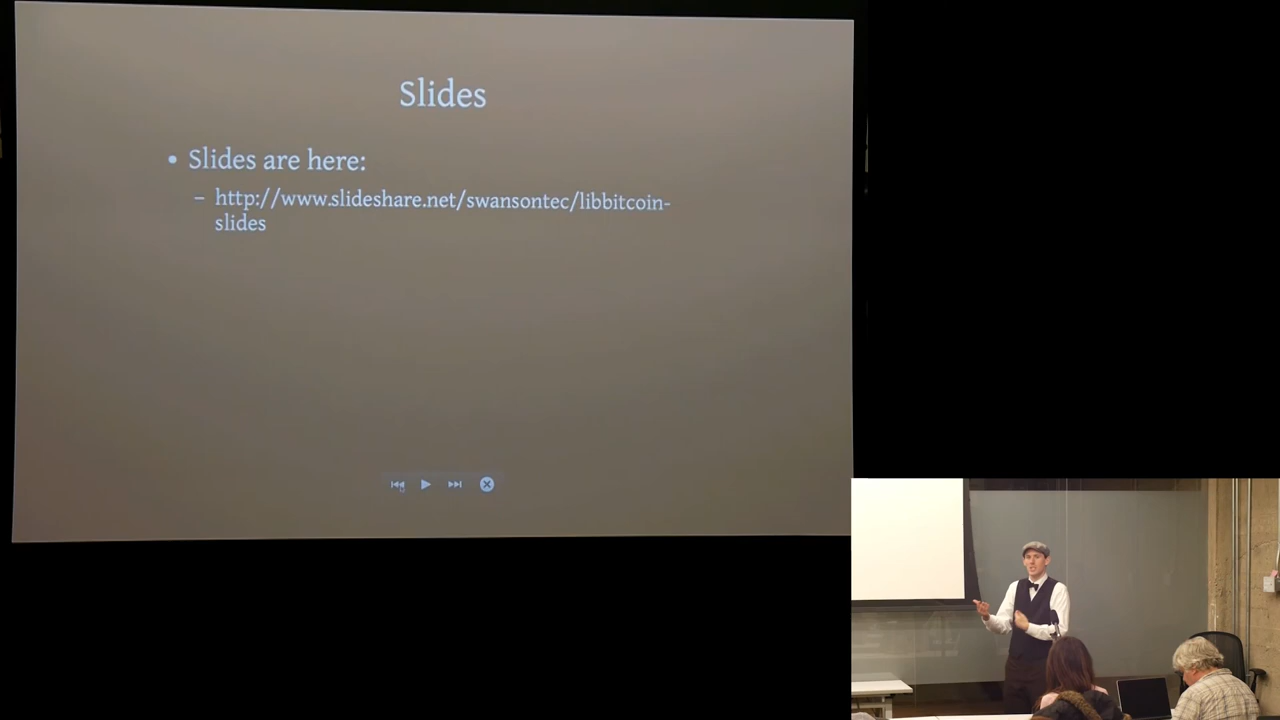 Slides
• Slides are here:
– http://www.slideshare.net/swansontec/libbitcoin-
slides